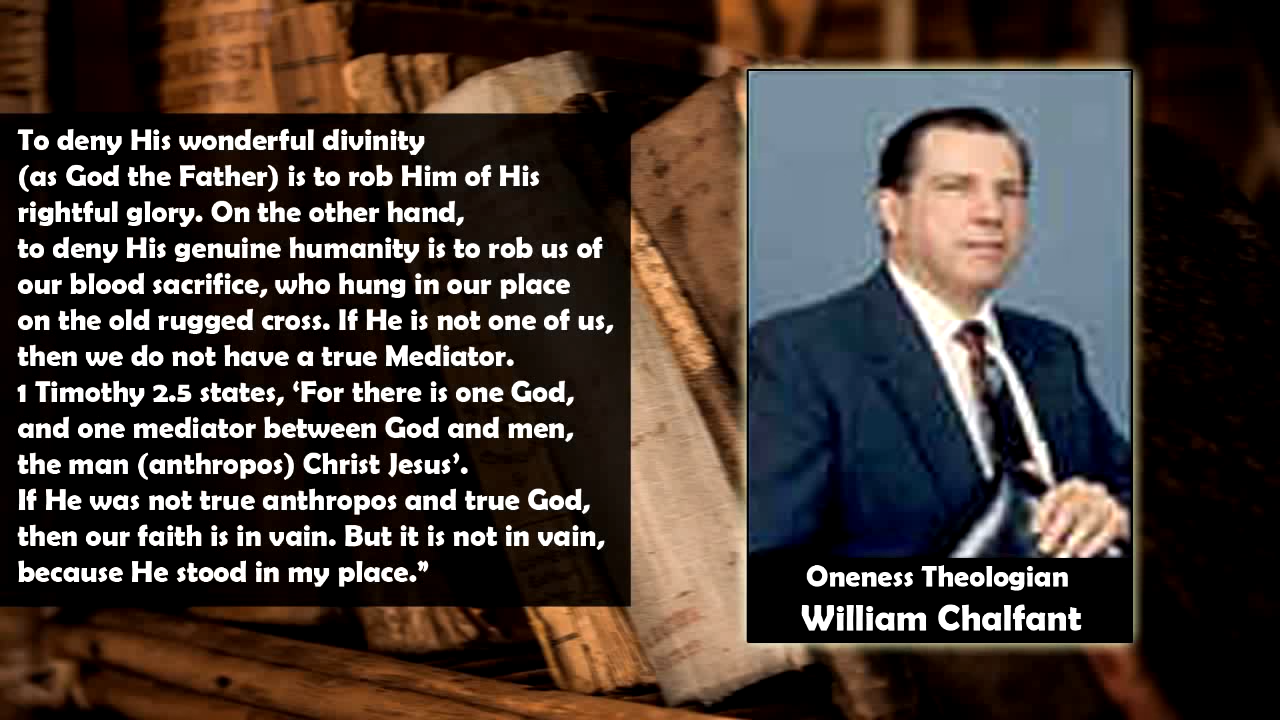 To deny His wonderful divinity
(as God the Father) is to rob Him of His
rightful glory. On the other hand,
to deny His genuine humanity is to rob us of
our blood sacrifice, who hung in our place
on the old rugged cross. If He is not one of us,
then we do not have a true Mediator.
1 Timothy 2.5 states, ‘For there is one God,
and one mediator between God and men,
the man (anthropos) Christ Jesus’.
If He was not true anthropos and true God,
then our faith is in vain. But it is not in vain,
because He stood in my place.”
Oneness Theologian
William Chalfant